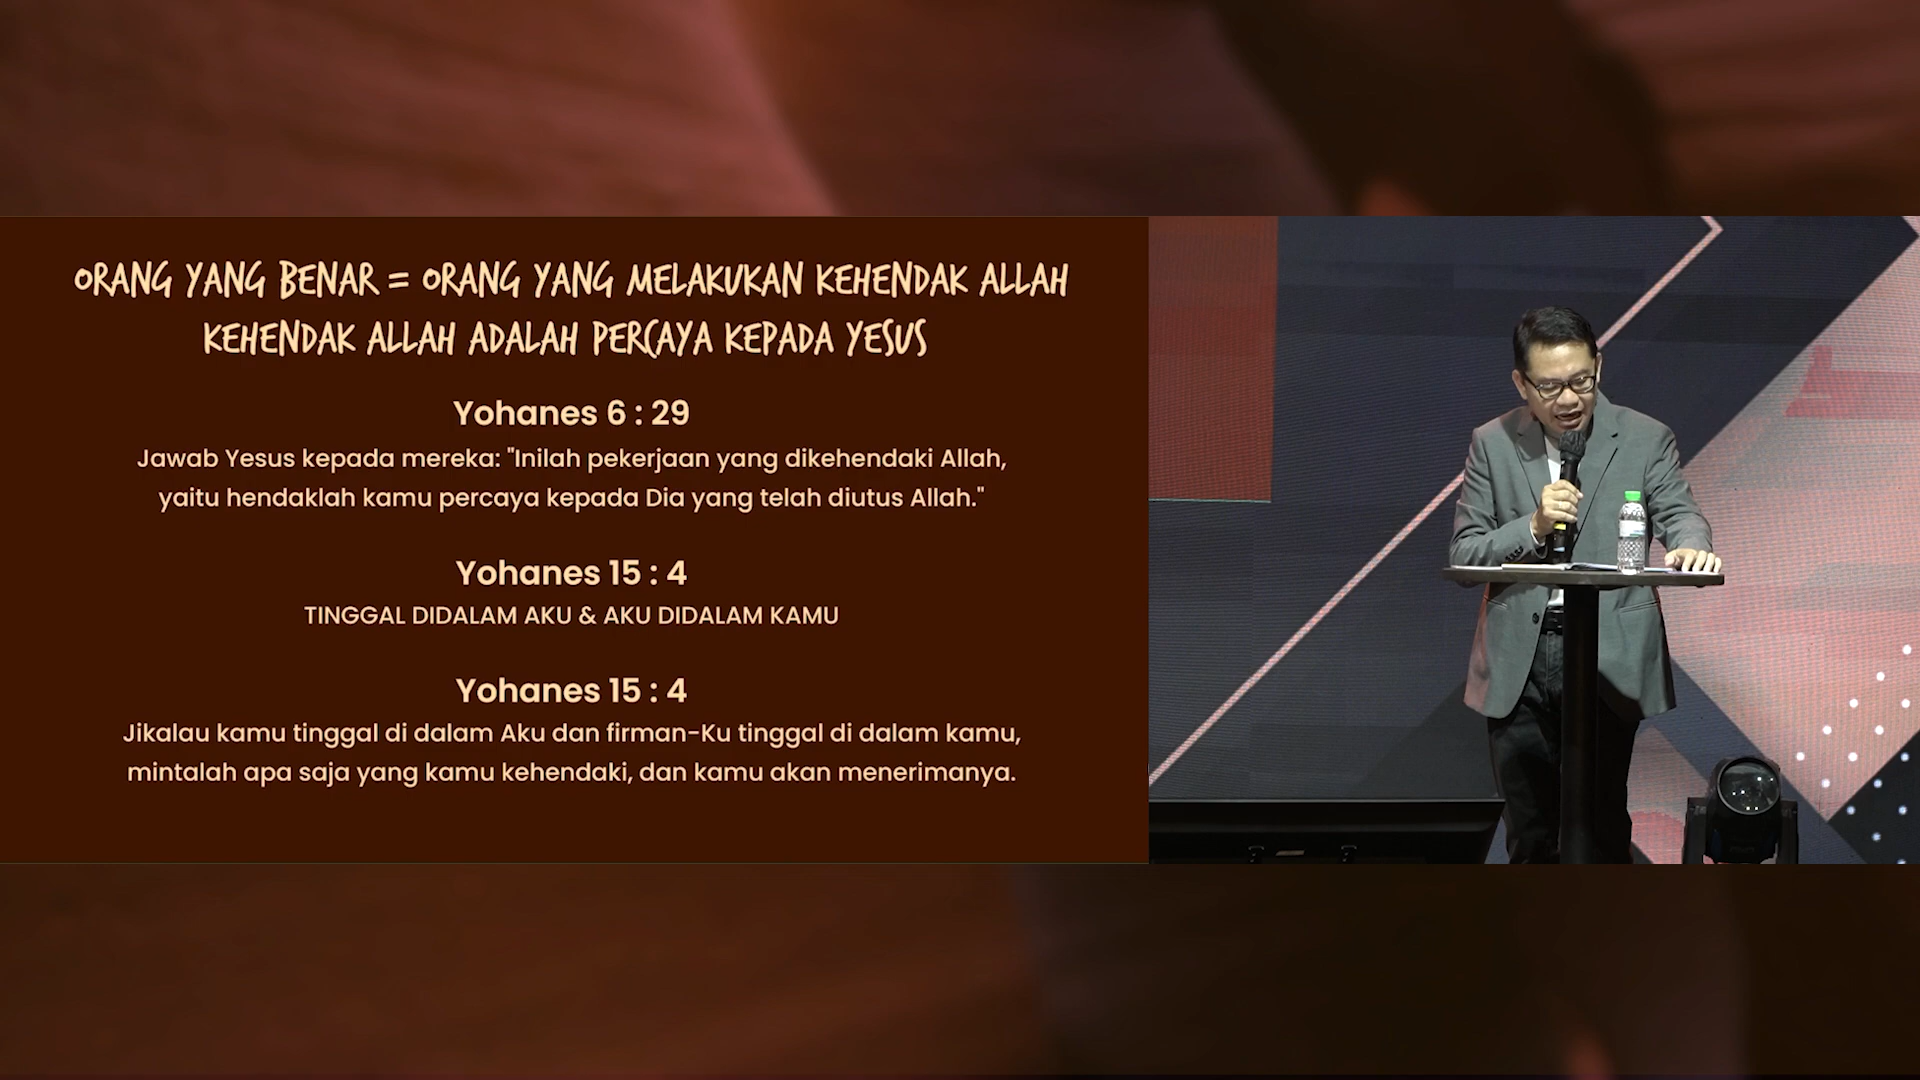 ORANG YANG BENAR = ORANG YANG MELAKUKAN KEHENDAK ALLAH
KEHENDAK ALLAH ADALAH PERCAYA KEPADA YESUS
Yohanes 6 : 29
Jawab Yesus kepada mereka: "Inilah pekerjaan yang dikehendaki Allah,
yaitu hendaklah kamu percaya kepada Dia yang telah diutus Allah."
Yohanes 15 : 4
TINGGAL DIDALAM AKU & AKU DIDALAM KAMU
Yohanes 15 : 4
Jikalau kamu tinggal di dalam Aku dan firman-Ku tinggal di dalam kamu,
mintalah apa saja yang kamu kehendaki, dan kamu akan menerimanya.